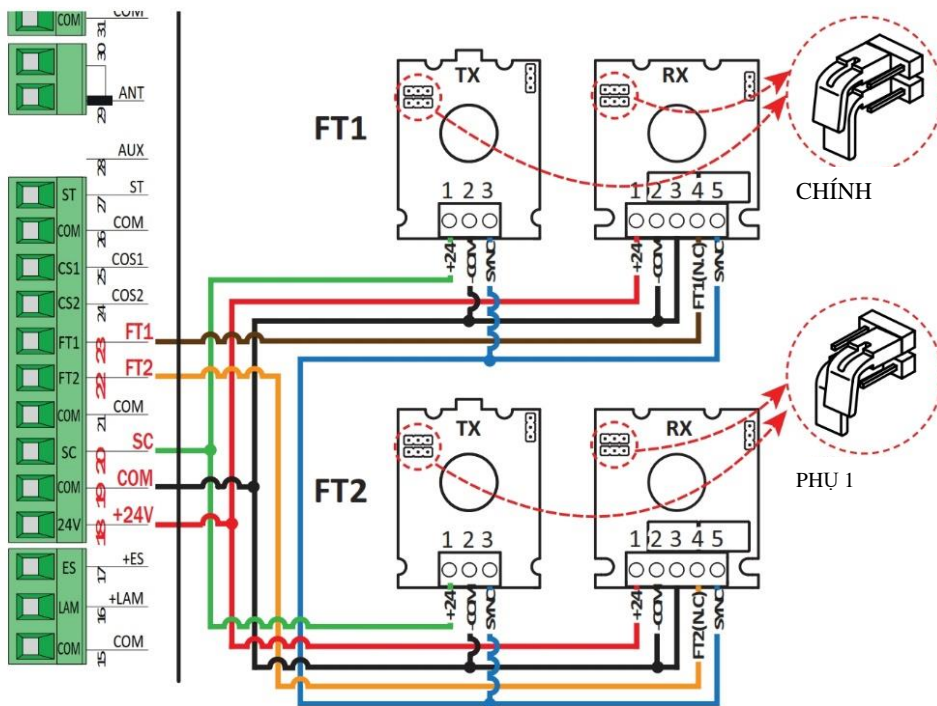 COM
COM
31
30
ANT
29
AUX
28
ST
ST
27
COM
COM
26
CS1
COS1
25
CS2
COS2
24
FT1
FT1
23
FT2
FT2
22
COM
COM
21
SC
SC
20
COM
COM
19
24V
+24V
18
ES
+ES
17
LAM
+LAM
16
COM
COM
15
FT1
TX
1 2 3
+24
-COM
SYNC
RX
1 2 3 4 5
+24
-COM
FT1(N.C)
SYNC
CHÍNH
FT2
TX
1 2 3
+24
-COM
SYNC
RX
1 2 3 4 5
+24
-COM
FT2(N.C)
SYNC
PHỤ 1